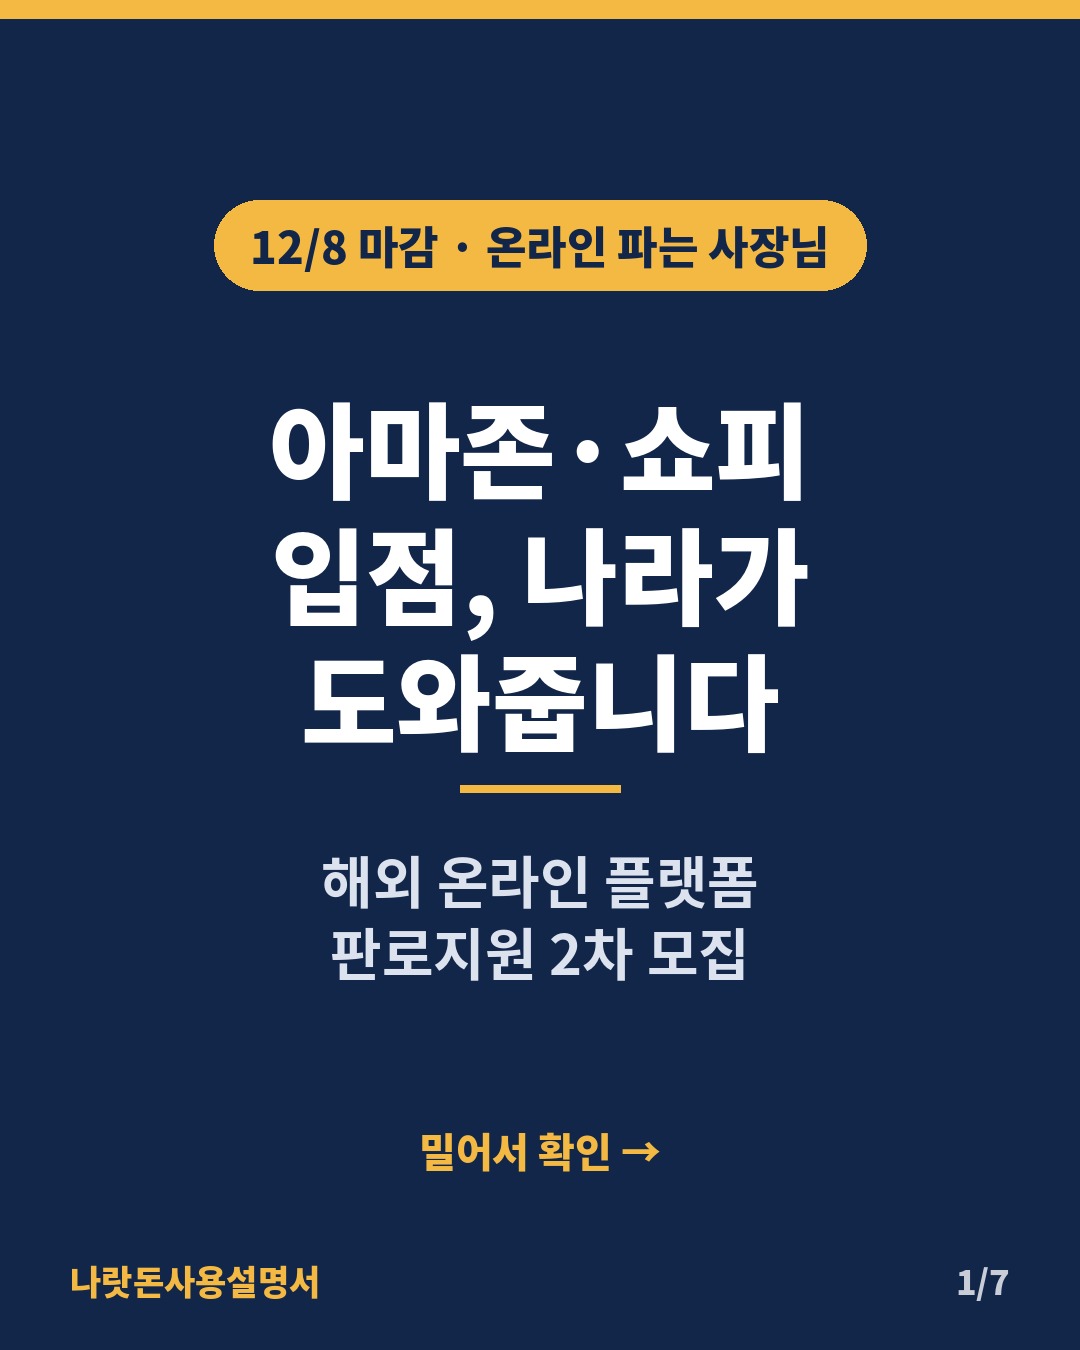 12/8 마감 · 온라인 파는 사장님
아마존·쇼피
입점, 나라가
도와줍니다
해외 온라인 플랫폼
판로지원 2차 모집
밀어서 확인 →
나랏돈사용설명서
1/7